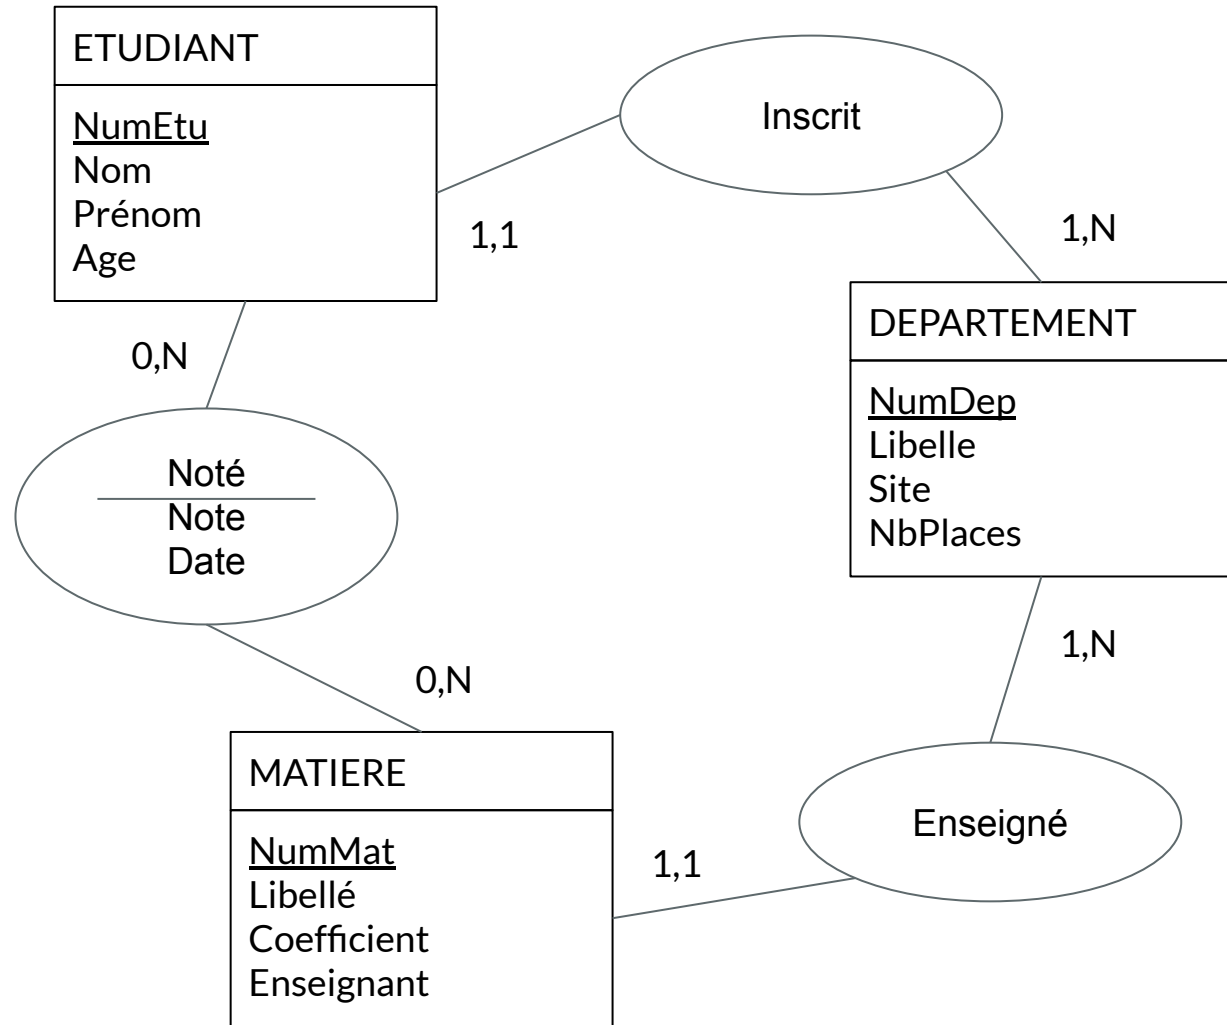 ETUDIANT
NumEtu
Nom
Prénom
Age
Inscrit
1,1
1,N
DEPARTEMENT
NumDep
Libelle
Site
NbPlaces
0,N
Noté
Note
Date
0,N
1,N
MATIERE
NumMat
Libellé
Coefficient
Enseignant
1,1
Enseigné